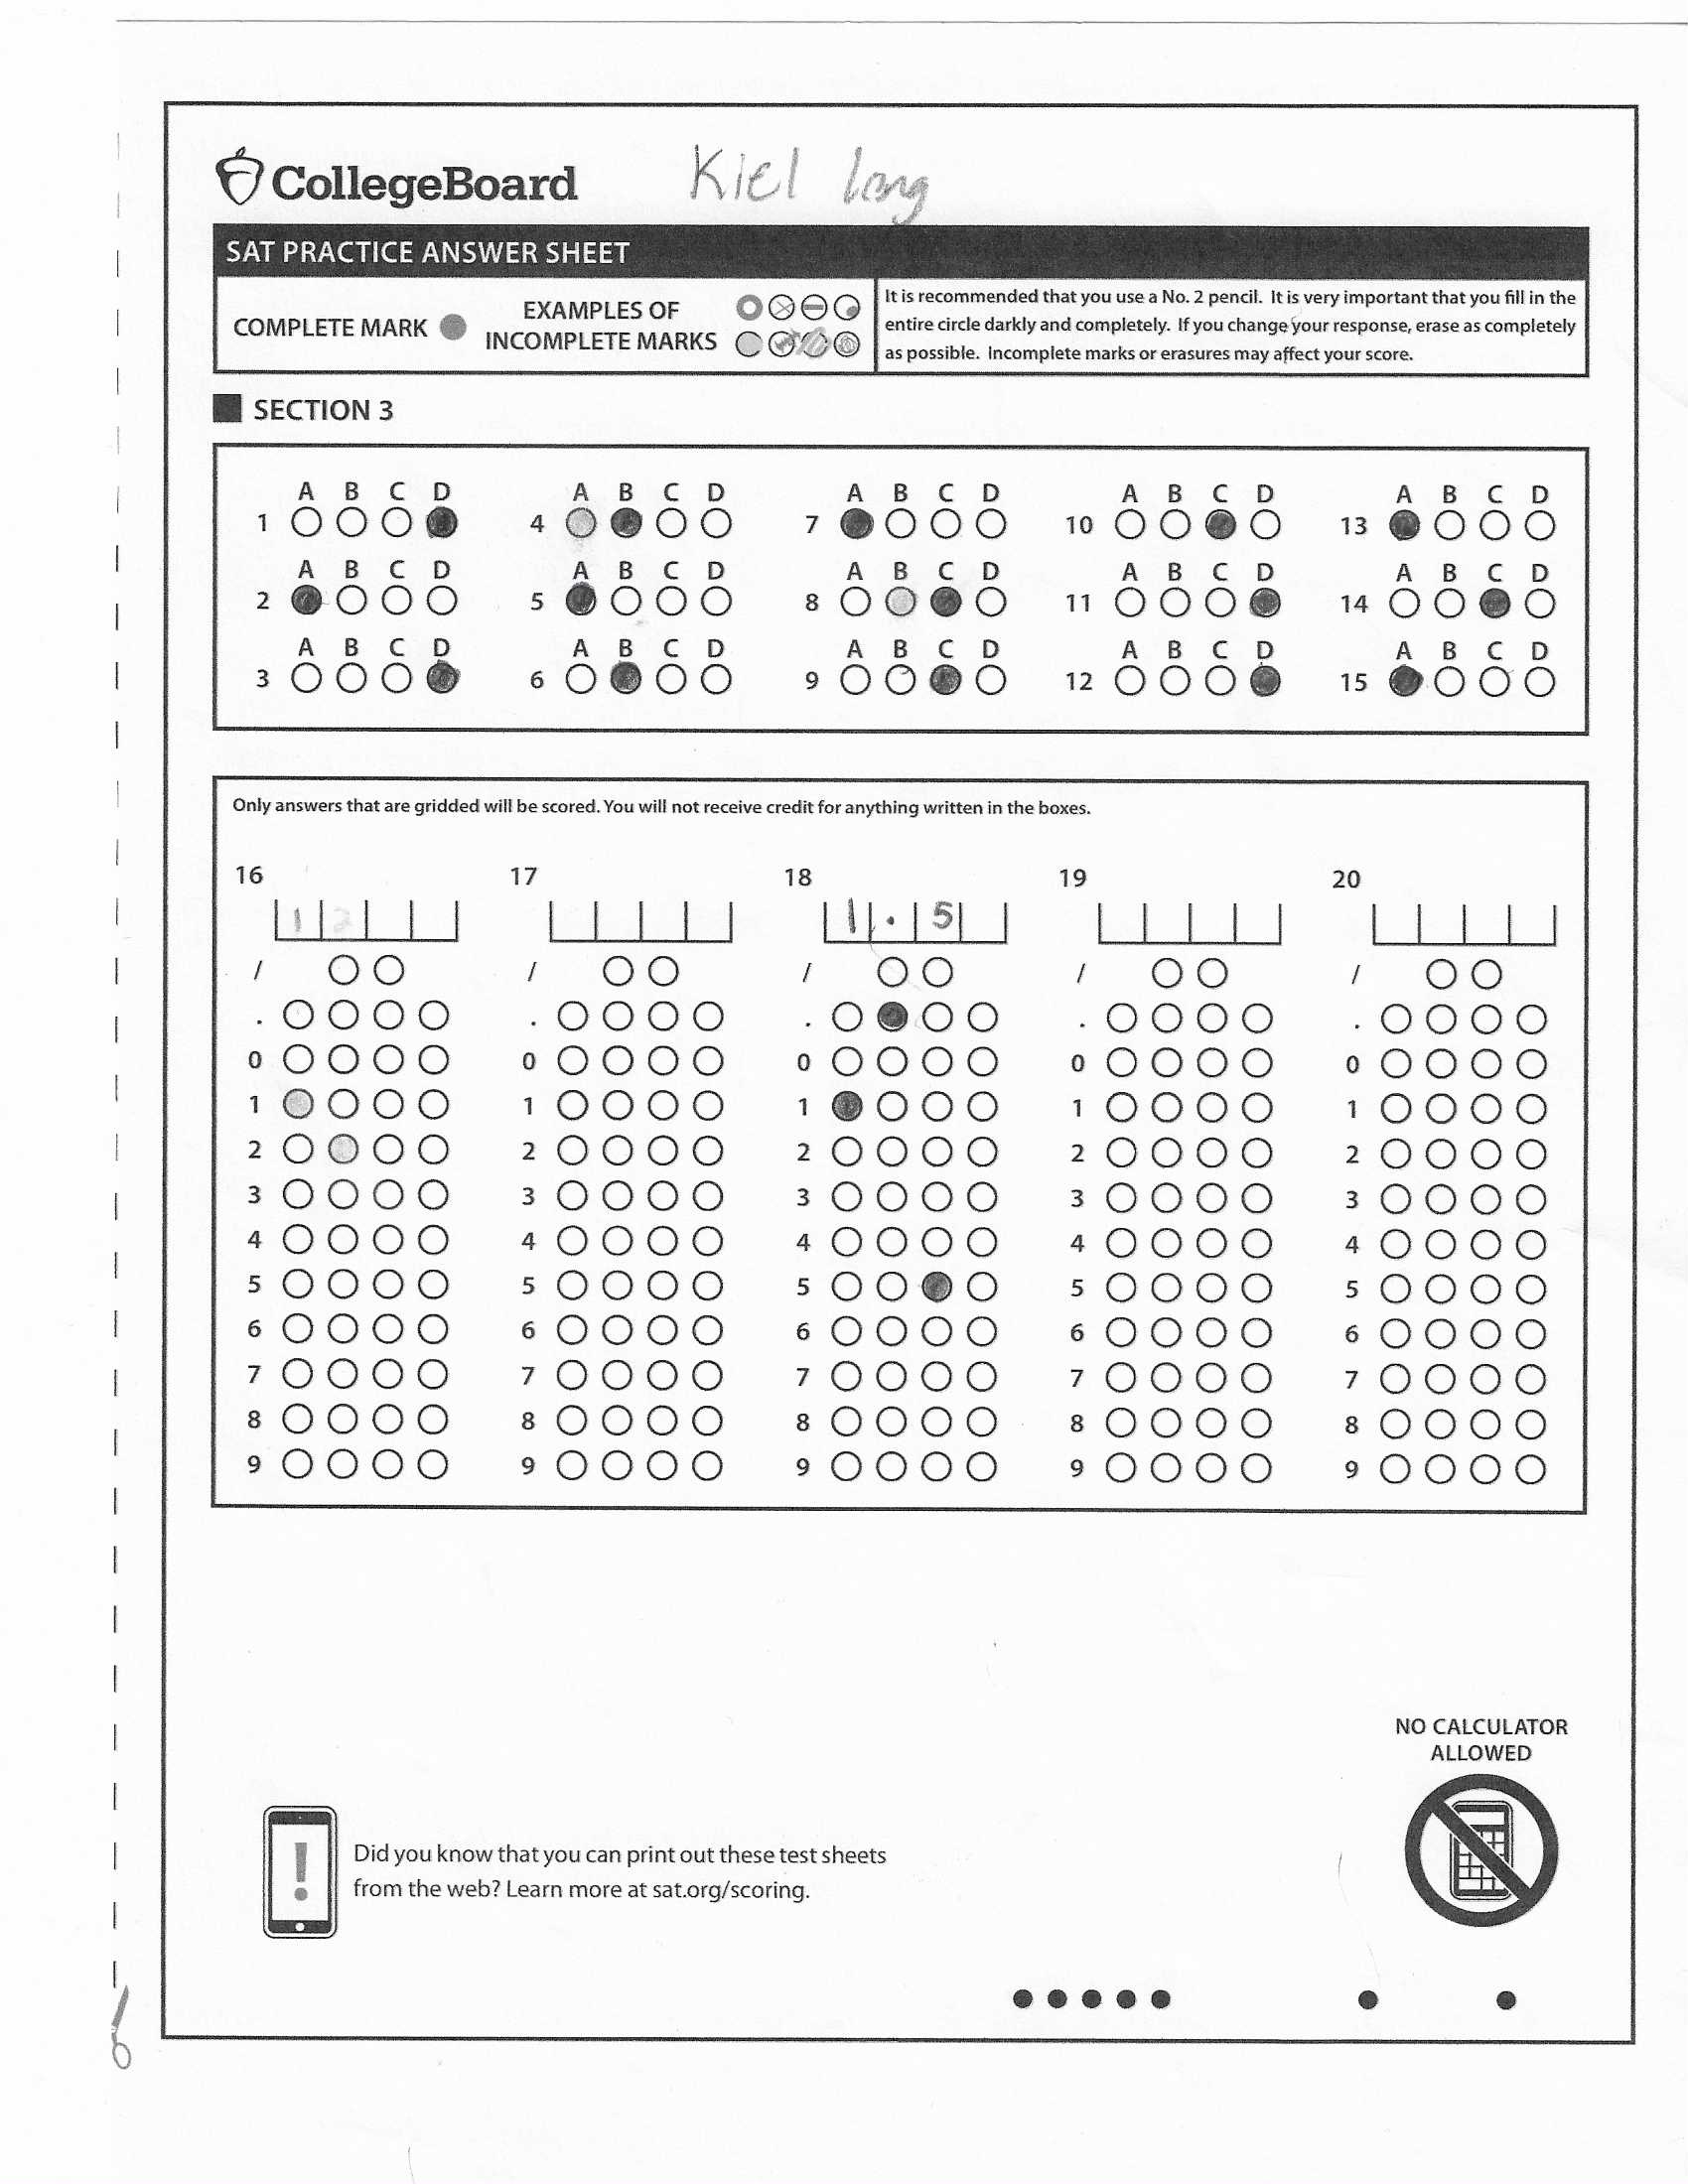 CollegeBoard Kiel Long
SAT PRACTICE ANSWER SHEET
COMPLETE MARK EXAMPLES OF INCOMPLETE MARKS
It is recommended that you use a No. 2 pencil. It is very important that you fill in the
entire circle darkly and completely. If you change your response, erase as completely
as possible. Incomplete marks or erasures may affect your score.
SECTION 3
A B C D A B C D A B C D A B C D A B C D
1 4 7 10 13
A B C D A B C D A B C D A B C D A B C D
2 5 8 11 14
A B C D A B C D A B C D A B C D A B C D
3 6 9 12 15
Only answers that are gridded will be scored. You will not receive credit for anything written in the boxes.
16 17 18 19 20
1 2 1 . 5
/ / / / /
. . . . .
0 0 0 0 0
1 1 1 1 1
2 2 2 2 2
3 3 3 3 3
4 4 4 4 4
5 5 5 5 5
6 6 6 6 6
7 7 7 7 7
8 8 8 8 8
9 9 9 9 9
NO CALCULATOR
ALLOWED
Did you know that you can print out these test sheets
from the web? Learn more at sat.org/scoring.